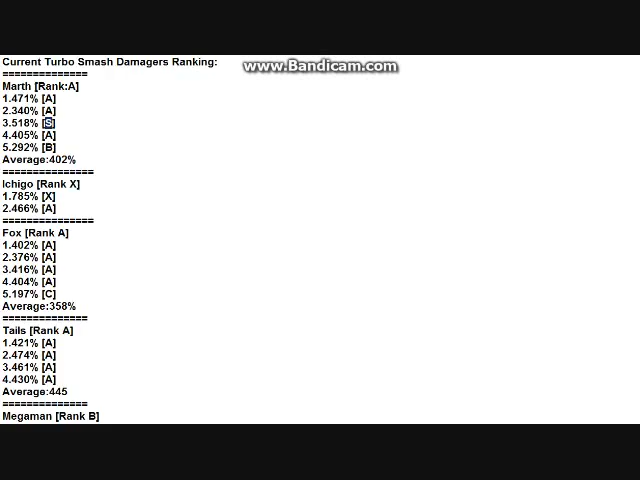 Current Turbo Smash Damagers Ranking:
www.Bandicam.com
==============
Marth [Rank:A]
1.471% [A]
2.340% [A]
3.518% [S]
4.405% [A]
5.292% [B]
Average:402%
===============
Ichigo [Rank X]
1.785% [X]
2.466% [A]
===============
Fox [Rank A]
1.402% [A]
2.376% [A]
3.416% [A]
4.404% [A]
5.197% [C]
Average:358%
==============
Tails [Rank A]
1.421% [A]
2.474% [A]
3.461% [A]
4.430% [A]
Average:445
==============
Megaman [Rank B]